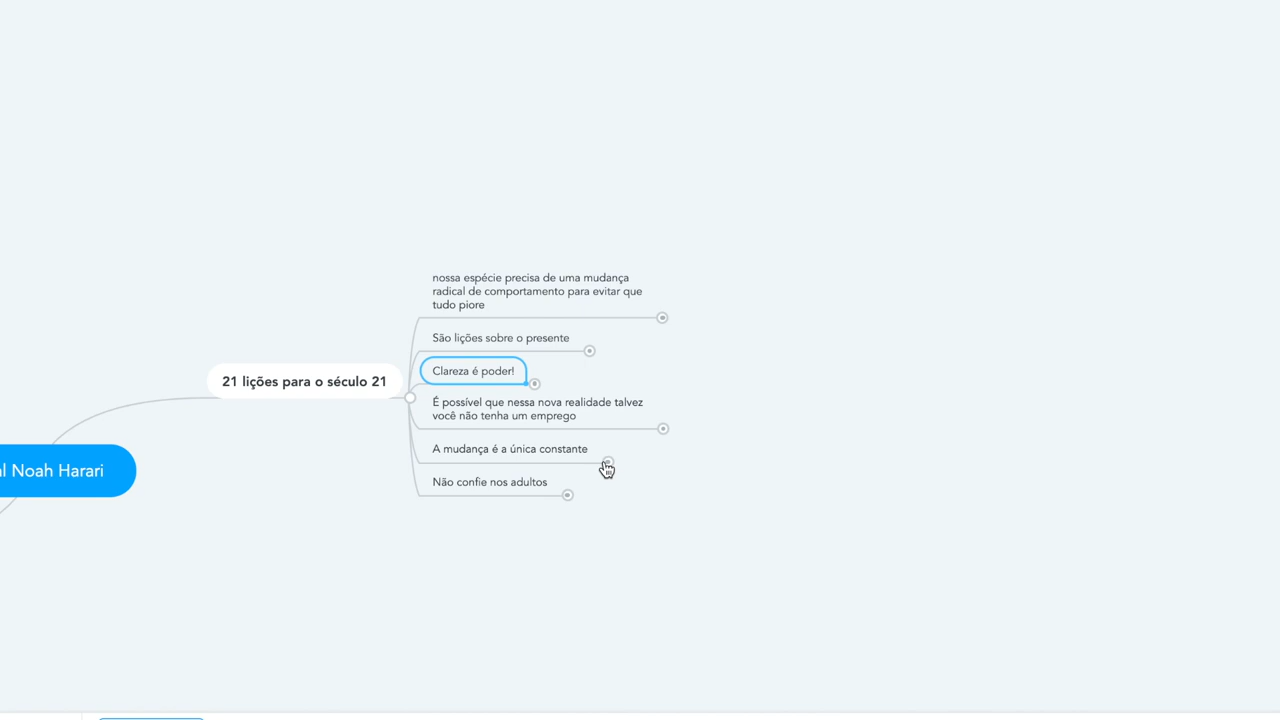 nossa espécie precisa de uma mudança
radical de comportamento para evitar que
tudo piore
São lições sobre o presente
Clareza é poder!
21 lições para o século 21
É possível que nessa nova realidade talvez
você não tenha um emprego
A mudança é a única constante
l Noah Harari
Não confie nos adultos